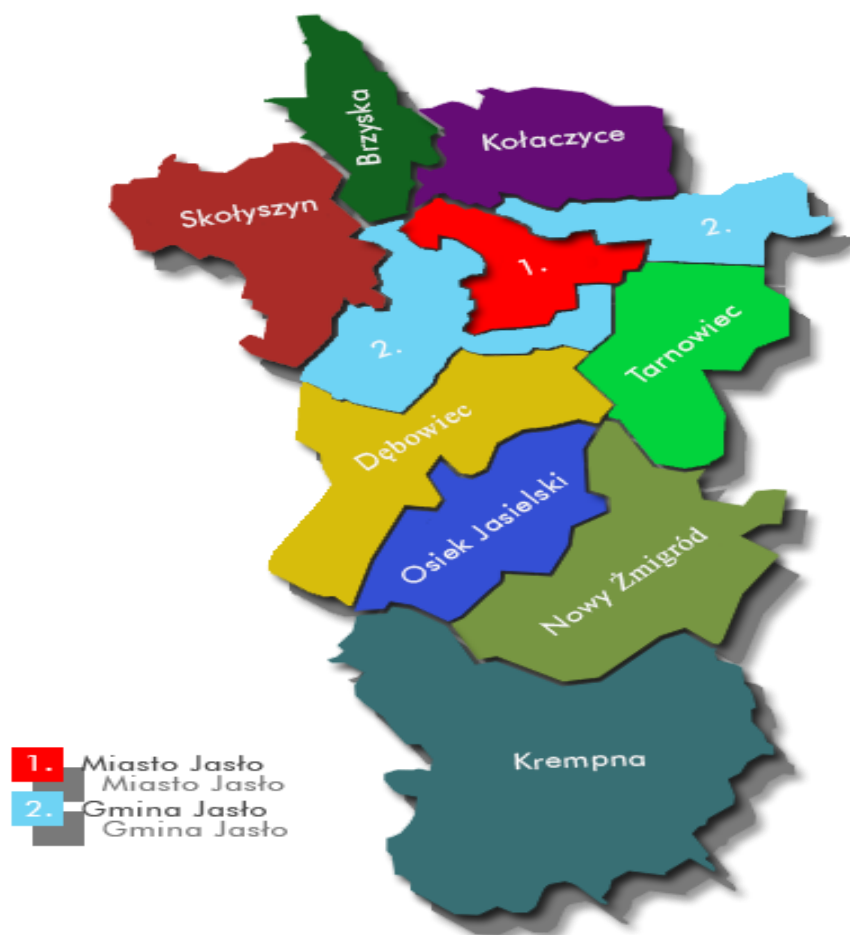 Brzyska
Kołaczyce
Skołyszyn
2.
1.
2.
Tarnowiec
Dębowiec
Osiek Jasielski
Nowy Żmigród
Krempna
1. Miasto Jasło
Miasto Jasło
2. Gmina Jasło
Gmina Jasło